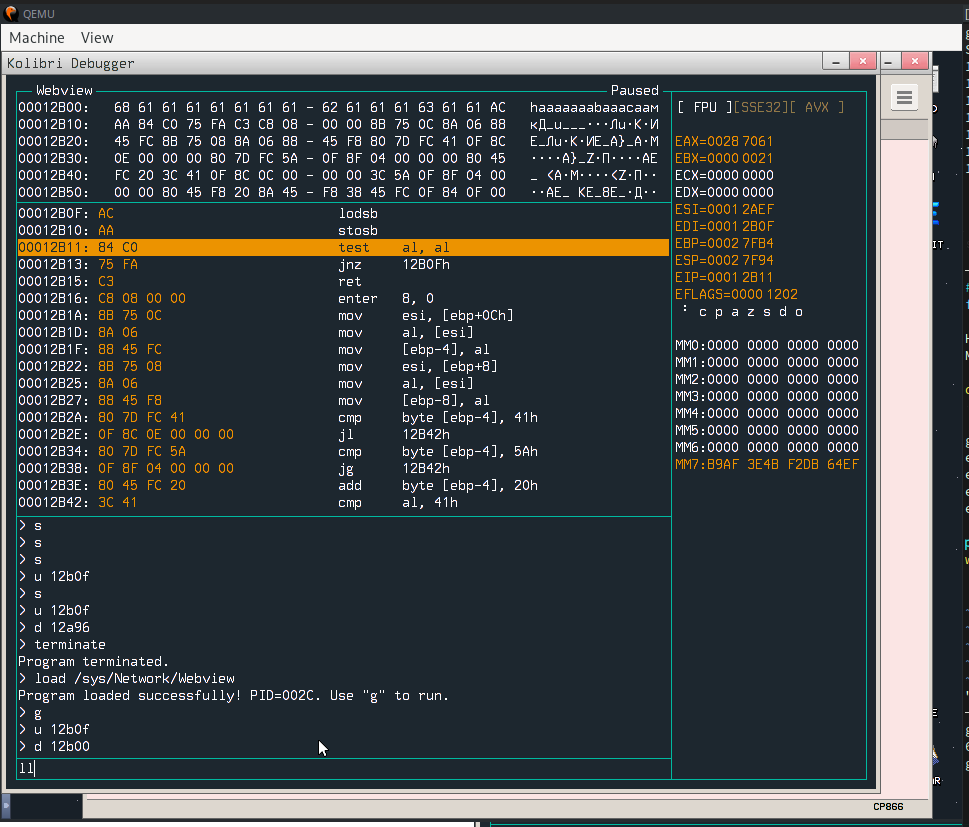 QEMU
Machine View
Kolibri Debugger
Webview
Paused
00012B00: 68 61 61 61 61 61 61 61 - 62 61 61 61 63 61 61 AC haaaaaaabaaacaaм
00012B10: AA 84 C0 75 FA C3 C8 08 - 00 00 8B 75 0C 8A 06 88
00012B20: 45 FC 8B 75 08 8A 06 88 - 45 F8 80 7D FC 41 0F 8C
00012B30: 0E 00 00 00 80 7D FC 5A - 0F 8F 04 00 00 00 80 45
00012B40: FC 20 3C 41 0F 8C 0C 00 - 00 00 3C 5A 0F 8F 04 00
00012B50: 00 00 80 45 F8 20 8A 45 - F8 38 45 FC 0F 84 0F 00
00012B0F: AC lodsb
00012B10: AA stosb
00012B11: 84 C0 test al, al
00012B13: 75 FA jnz 12B0Fh
00012B15: C3 ret
00012B16: C8 08 00 00 enter 8, 0
00012B1A: 8B 75 0C mov esi, [ebp+0Ch]
00012B1D: 8A 06 mov al, [esi]
00012B1F: 88 45 FC mov [ebp-4], al
00012B22: 8B 75 08 mov esi, [ebp+8]
00012B25: 8A 06 mov al, [esi]
00012B27: 88 45 F8 mov [ebp-8], al
00012B2A: 80 7D FC 41 cmp byte [ebp-4], 41h
00012B2E: 0F 8C 0E 00 00 00 jl 12B42h
00012B34: 80 7D FC 5A cmp byte [ebp-4], 5Ah
00012B38: 0F 8F 04 00 00 00 jg 12B42h
00012B3E: 80 45 FC 20 add byte [ebp-4], 20h
00012B42: 3C 41 cmp al, 41h
> s
> s
> s
> u 12b0f
> s
> u 12b0f
> d 12a96
> terminate
Program terminated.
> load /sys/Network/Webview
Program loaded successfully! PID=002C. Use "g" to run.
> g
> u 12b0f
> d 12b00
ll
[ FPU ][SSE32][ AVX ]
EAX=0028 7061
EBX=0000 0021
ECX=0000 0000
EDX=0000 0000
ESI=0001 2AEF
EDI=0001 2B0F
EBP=0002 7FB4
ESP=0002 7F94
EIP=0001 2B11
EFLAGS=0000 1202
: c p a z s d o
MM0:0000 0000 0000 0000
MM1:0000 0000 0000 0000
MM2:0000 0000 0000 0000
MM3:0000 0000 0000 0000
MM4:0000 0000 0000 0000
MM5:0000 0000 0000 0000
MM6:0000 0000 0000 0000
MM7:B9AF 3E4B F2DB 64EF
CP866